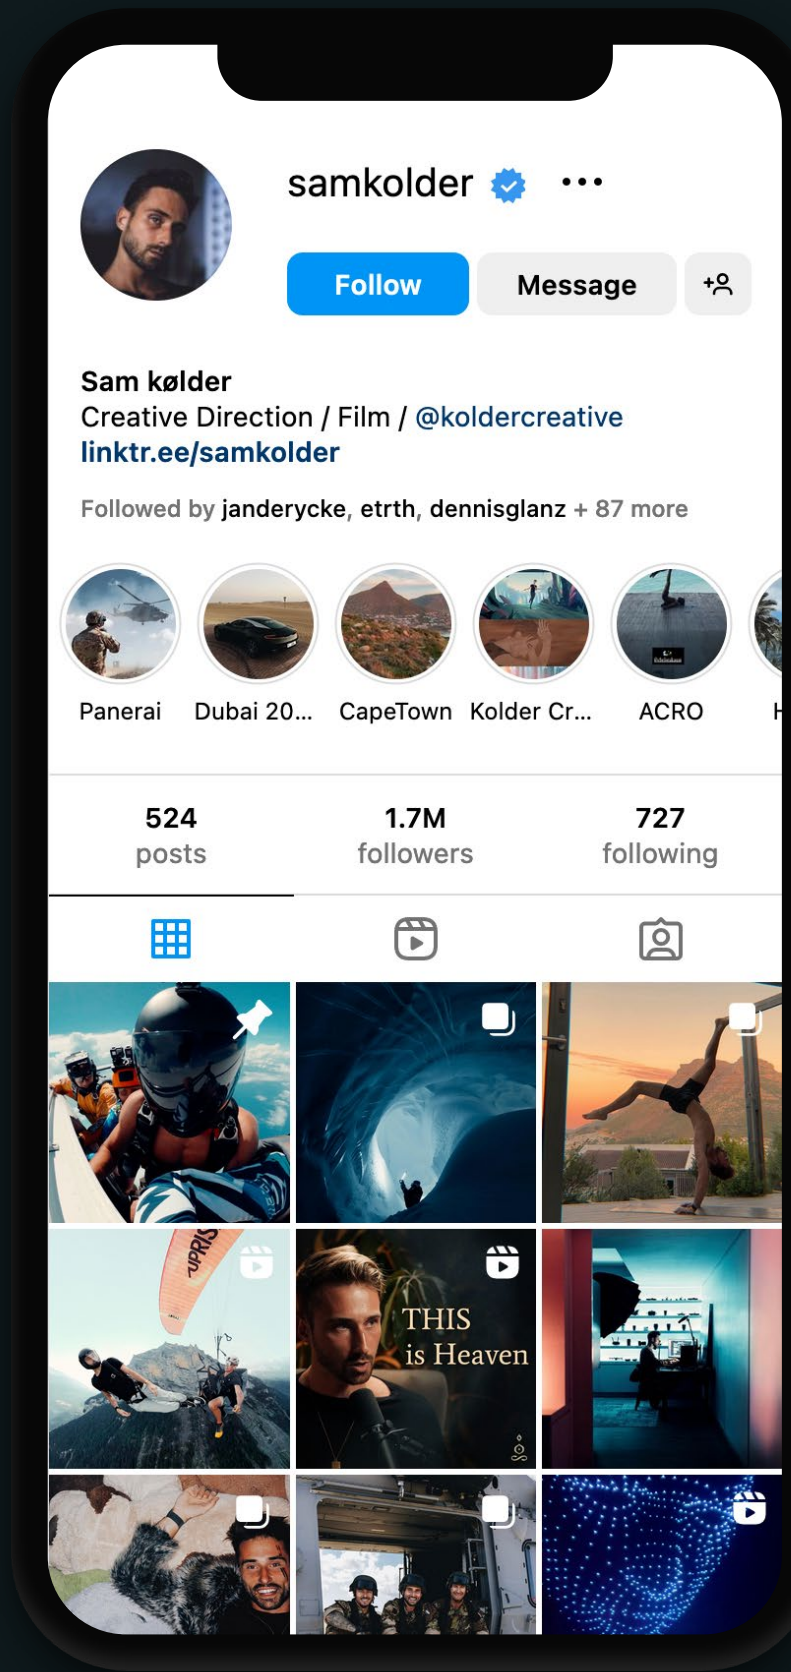 samkolder
Follow
Message
Sam kølder
Creative Direction / Film / @koldercreative
linktr.ee/samkolder
Followed by janderycke, etrth, dennisglanz + 87 more
Panerai
Dubai 20...
CapeTown
Kolder Cr...
ACRO
H
524
posts
1.7M
followers
727
following
UPRIS
THIS
is Heaven